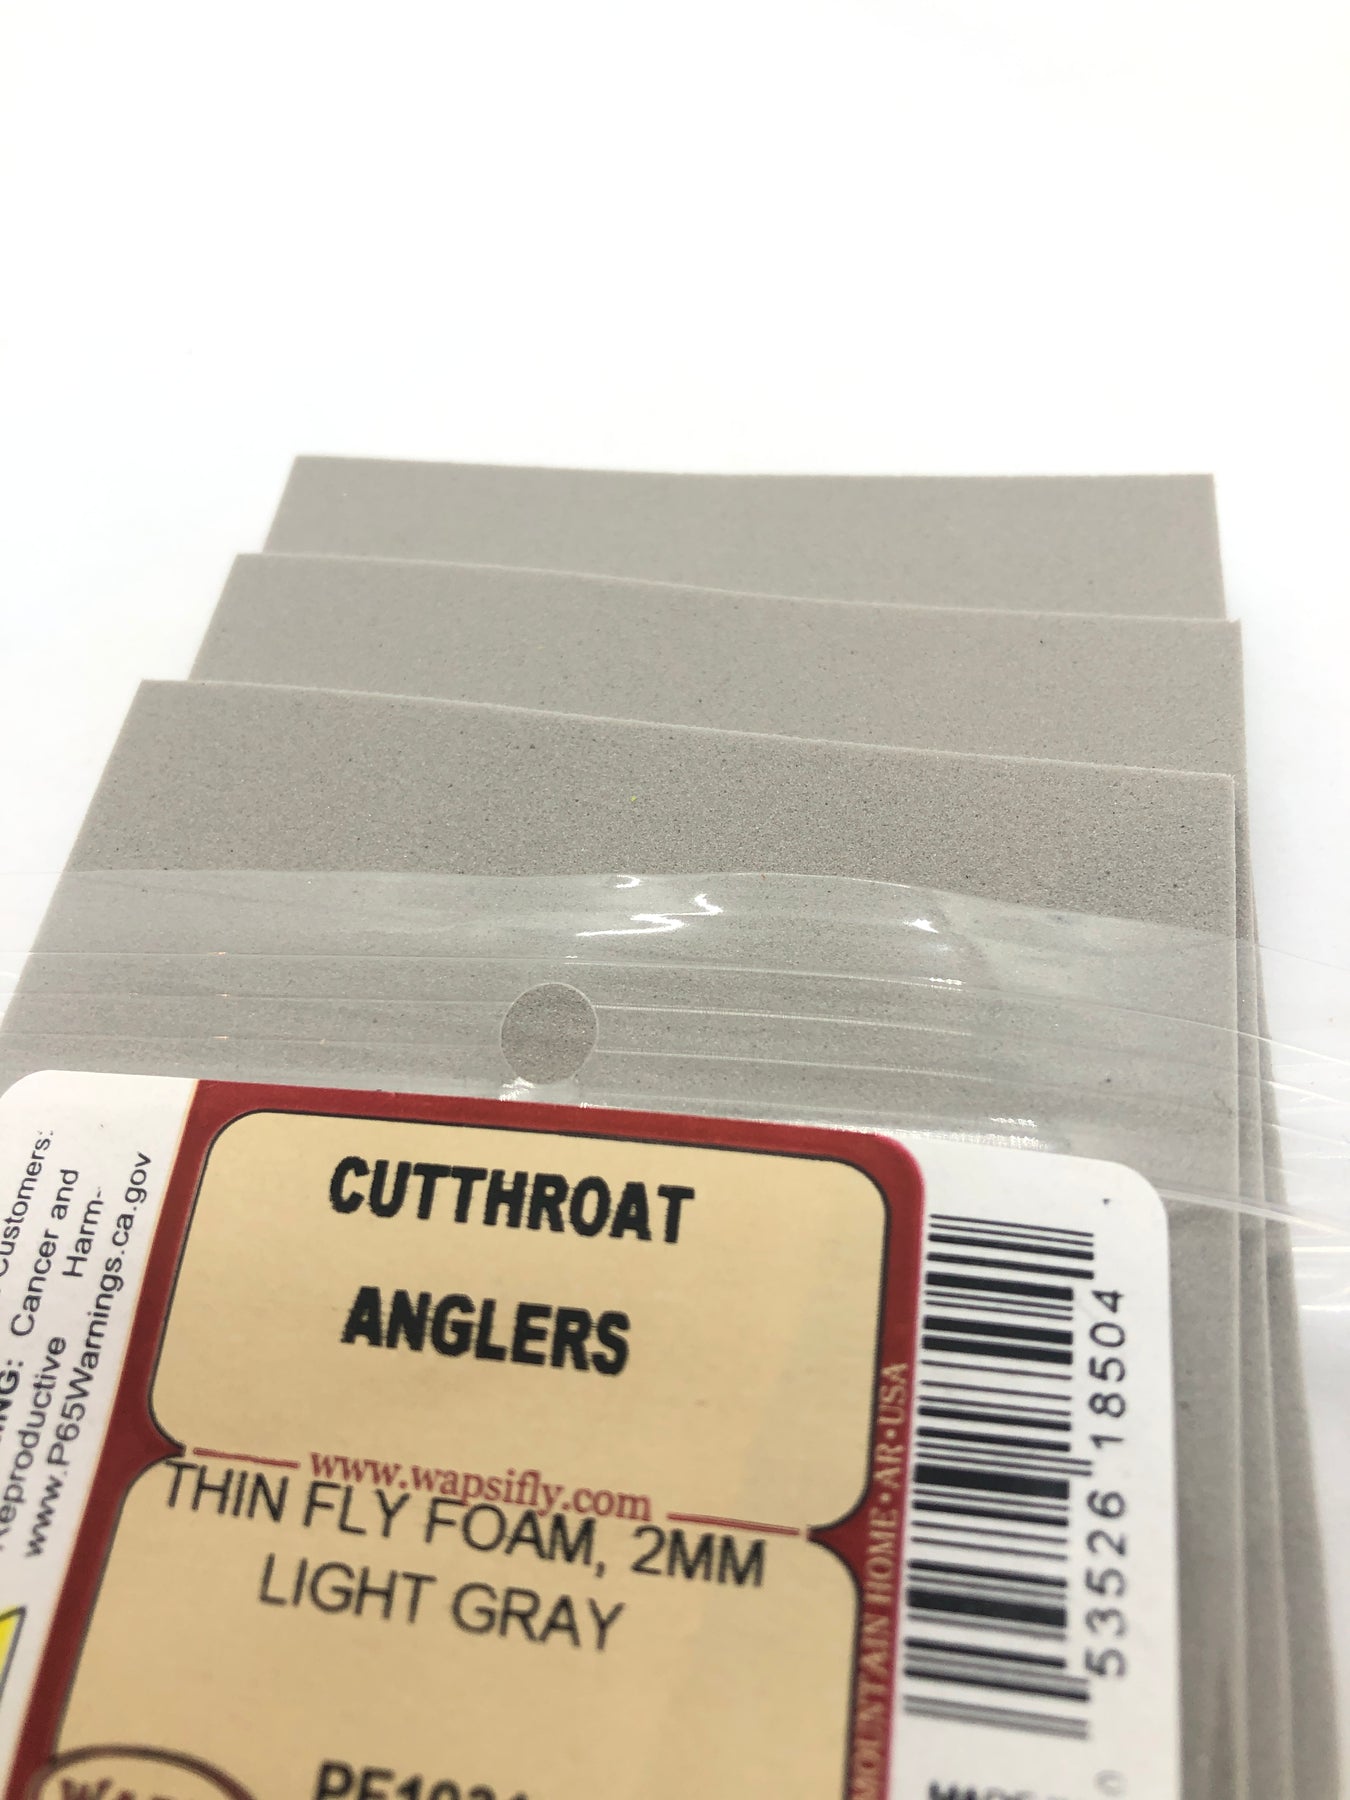 CUTTHROAT
ANGLERS
www.wapsifly.com
THIN FLY FOAM, 2MM
LIGHT GRAY
MOUNTAIN HOME • AR • USA
53526 18504
Customers:
Cancer and
Reproductive Harm-
www.P65Warnings.ca.gov